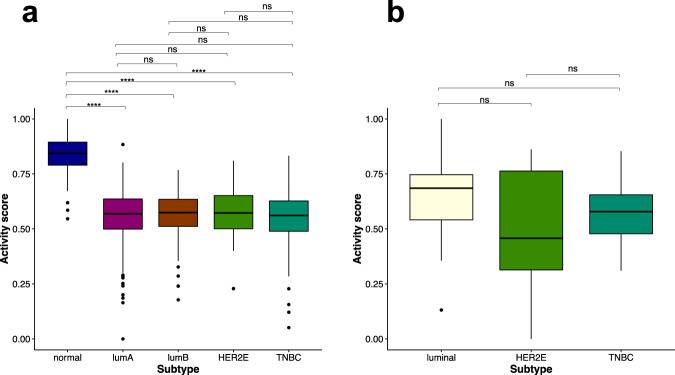 a
ns
ns
ns
ns
ns
ns
****
****
****
****
1.00
0.75
0.50
0.25
0.00
Activity score
normal lumA lumB HER2E TNBC
Subtype
b
ns
ns
ns
1.00
0.75
0.50
0.25
0.00
Activity score
luminal HER2E TNBC
Subtype